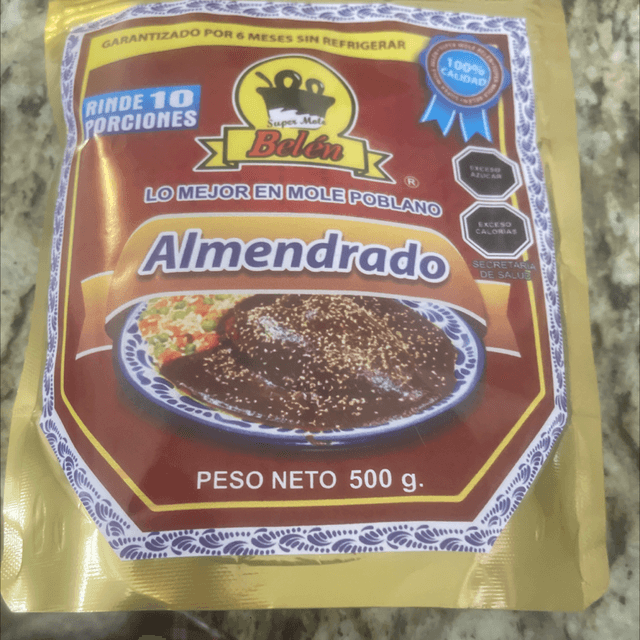 GARANTIZADO POR 6 MESES SIN REFRIGERAR
100%
CALIDAD
RINDE 10
PORCIONES
Super Mole
Belén
®
LO MEJOR EN MOLE POBLANO
EXCESO
AZÚCAR
EXCESO
CALORÍAS
SECRETARÍA
DE SALUD
Almendrado
PESO NETO 500 g.